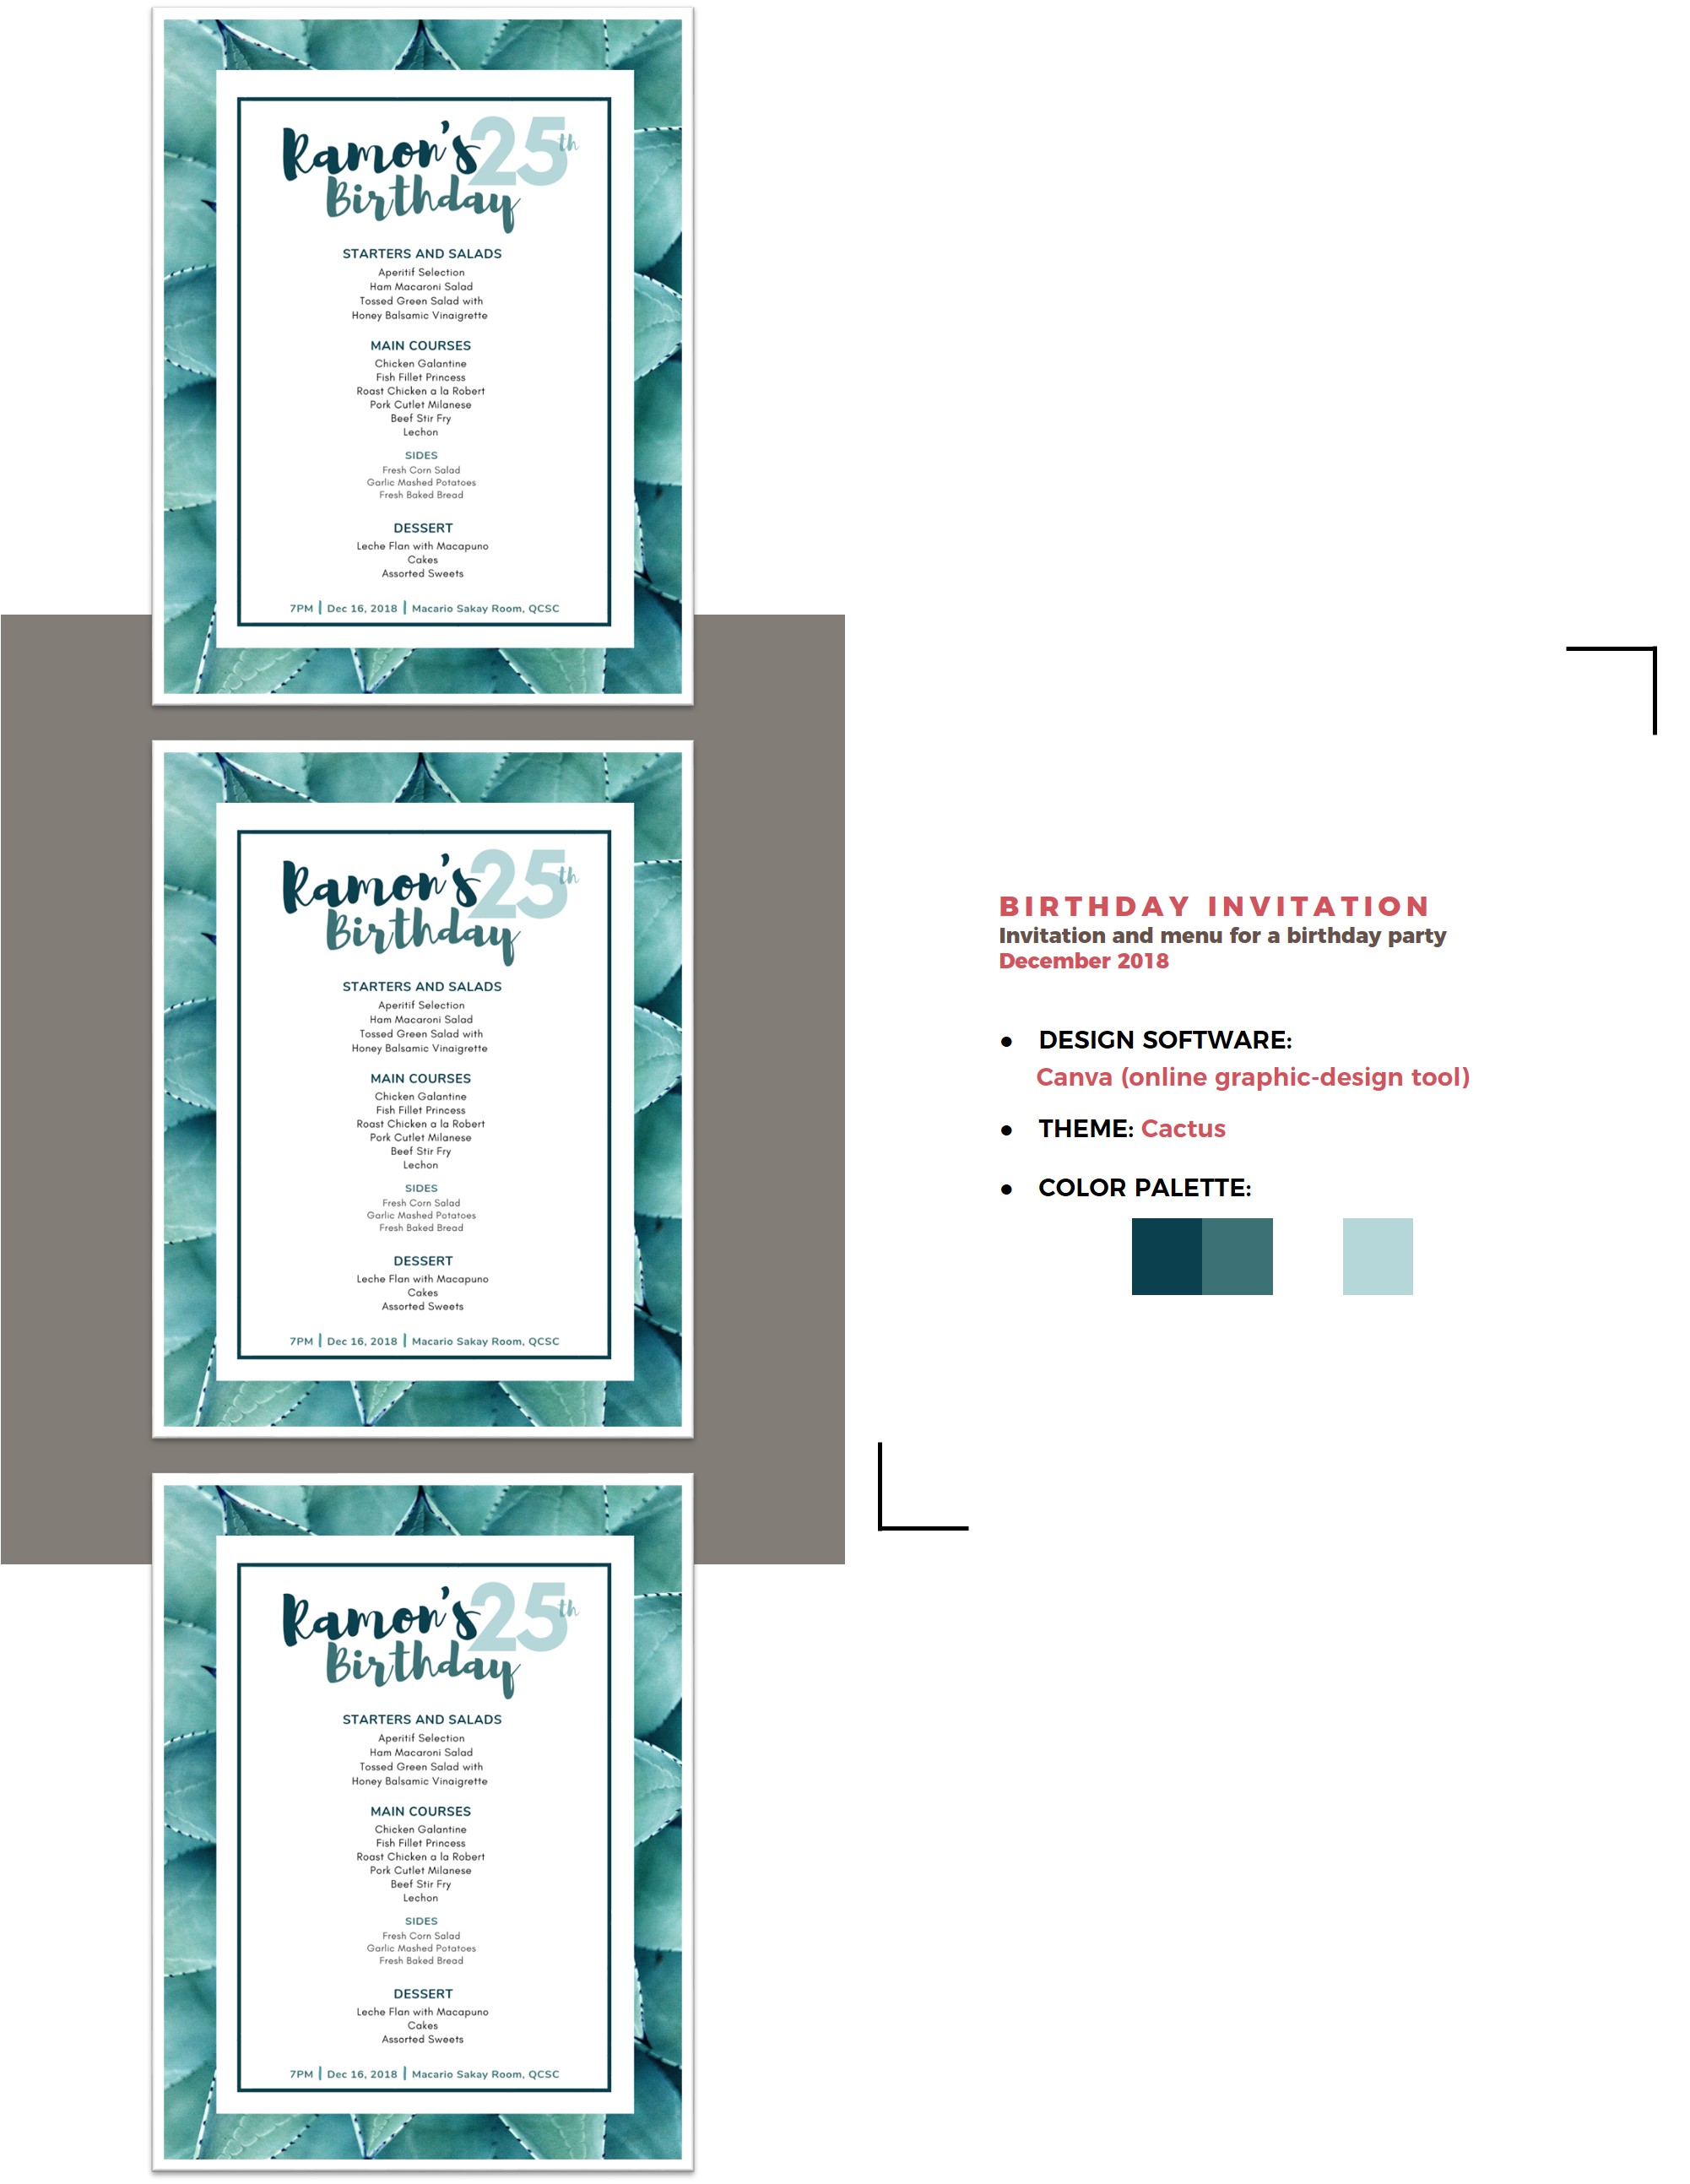 Ramon's 25th
Birthday
STARTERS AND SALADS
Aperitif Selection
Ham Macaroni Salad
Tossed Green Salad with
Honey Balsamic Vinaigrette
MAIN COURSES
Chicken Galantine
Fish Fillet Princess
Roast Chicken a la Robert
Pork Cutlet Milanese
Beef Stir Fry
Lechon
SIDES
Fresh Corn Salad
Garlic Mashed Potatoes
Fresh Baked Bread
DESSERT
Leche Flan with Macapuno
Cakes
Assorted Sweets
7PM | Dec 16, 2018 | Macario Sakay Room, QCSC
Ramon's 25th
Birthday
STARTERS AND SALADS
Aperitif Selection
Ham Macaroni Salad
Tossed Green Salad with
Honey Balsamic Vinaigrette
MAIN COURSES
Chicken Galantine
Fish Fillet Princess
Roast Chicken a la Robert
Pork Cutlet Milanese
Beef Stir Fry
Lechon
SIDES
Fresh Corn Salad
Garlic Mashed Potatoes
Fresh Baked Bread
DESSERT
Leche Flan with Macapuno
Cakes
Assorted Sweets
7PM | Dec 16, 2018 | Macario Sakay Room, QCSC
Ramon's 25th
Birthday
STARTERS AND SALADS
Aperitif Selection
Ham Macaroni Salad
Tossed Green Salad with
Honey Balsamic Vinaigrette
MAIN COURSES
Chicken Galantine
Fish Fillet Princess
Roast Chicken a la Robert
Pork Cutlet Milanese
Beef Stir Fry
Lechon
SIDES
Fresh Corn Salad
Garlic Mashed Potatoes
Fresh Baked Bread
DESSERT
Leche Flan with Macapuno
Cakes
Assorted Sweets
7PM | Dec 16, 2018 | Macario Sakay Room, QCSC
BIRTHDAY INVITATION
Invitation and menu for a birthday party
December 2018
● DESIGN SOFTWARE:
Canva (online graphic-design tool)
● THEME: Cactus
● COLOR PALETTE: